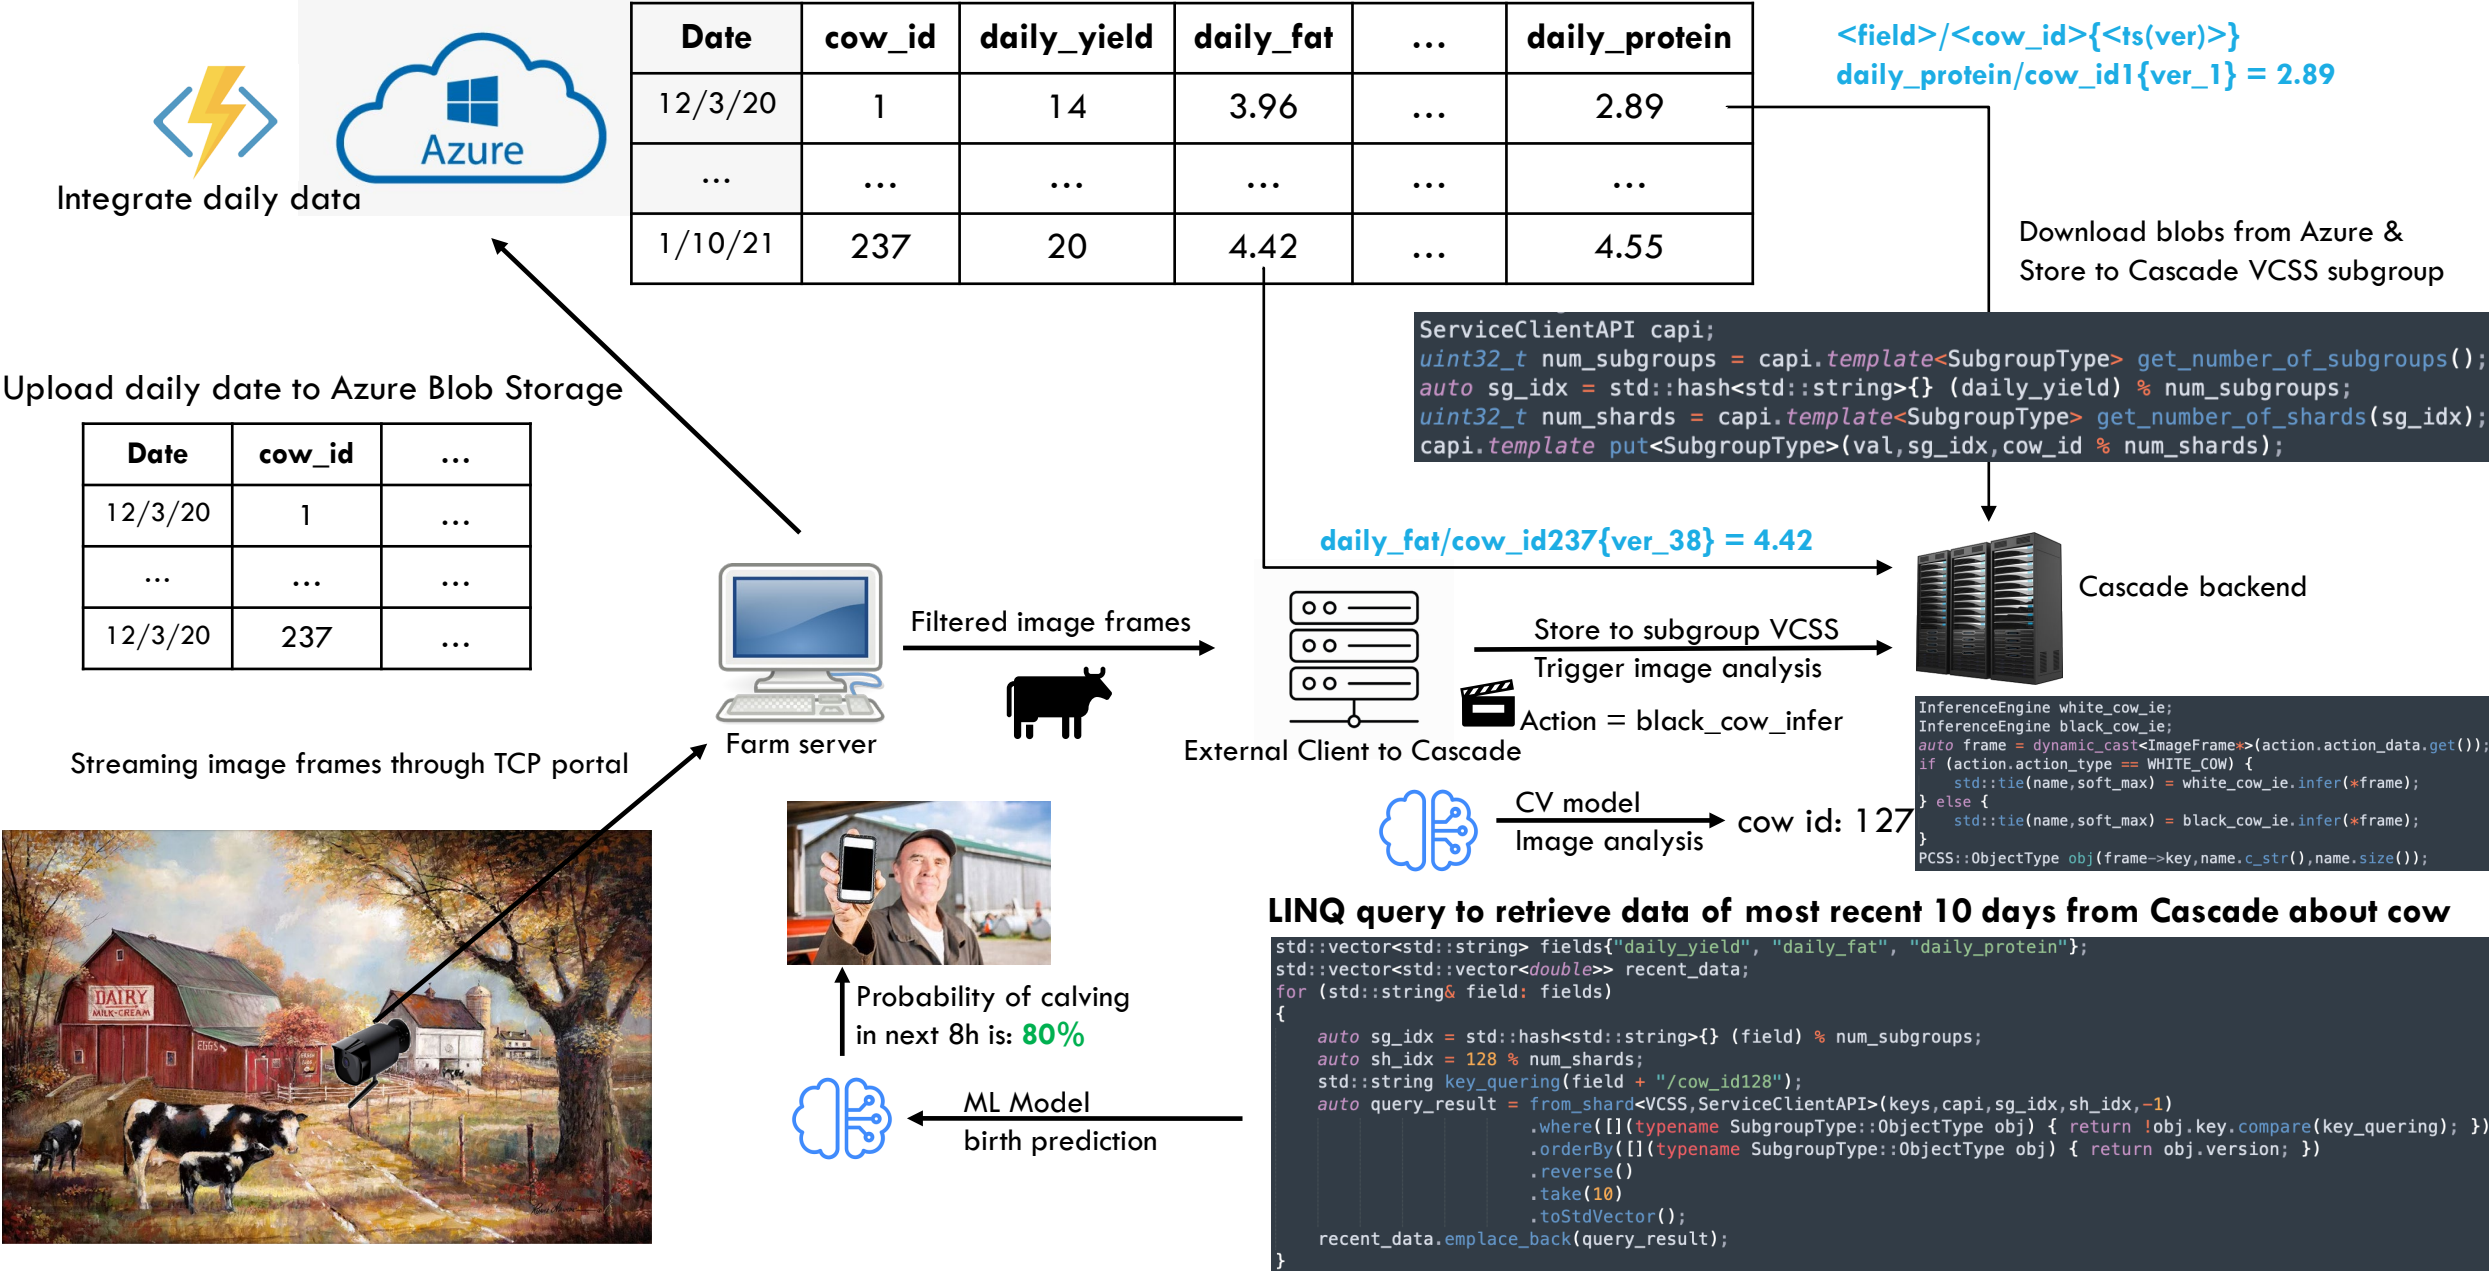 Date cow_id daily_yield daily_fat ... daily_protein
12/3/20 1 14 3.96 ... 2.89
... ... ... ... ... ...
1/10/21 237 20 4.42 ... 4.55
<field>/<cow_id>{<ts(ver)>}
daily_protein/cow_id1{ver_1} = 2.89
Azure
Integrate daily data
Download blobs from Azure &
Store to Cascade VCSS subgroup
ServiceClientAPI capi;
uint32_t num_subgroups = capi.template<SubgroupType> get_number_of_subgroups();
auto sg_idx = std::hash<std::string>{} (daily_yield) % num_subgroups;
uint32_t num_shards = capi.template<SubgroupType> get_number_of_shards(sg_idx);
capi.template put<SubgroupType>(val,sg_idx,cow_id % num_shards);
Upload daily date to Azure Blob Storage
Date cow_id ...
12/3/20 1 ...
... ... ...
12/3/20 237 ...
daily_fat/cow_id237{ver_38} = 4.42
Cascade backend
Filtered image frames
Store to subgroup VCSS
Trigger image analysis
Action = black_cow_infer
Farm server
External Client to Cascade
Streaming image frames through TCP portal
InferenceEngine white_cow_ie;
InferenceEngine black_cow_ie;
auto frame = dynamic_cast<ImageFrame*>(action.action_data.get());
if (action.action_type == WHITE_COW) {
    std::tie(name,soft_max) = white_cow_ie.infer(*frame);
} else {
    std::tie(name,soft_max) = black_cow_ie.infer(*frame);
}
PCSS::ObjectType obj(frame->key,name.c_str(),name.size());
CV model
Image analysis
cow id: 127
DAIRY
MILK-CREAM
EGGS
LINQ query to retrieve data of most recent 10 days from Cascade about cow
std::vector<std::string> fields{"daily_yield", "daily_fat", "daily_protein"};
std::vector<std::vector<double>> recent_data;
for (std::string& field: fields)
{
    auto sg_idx = std::hash<std::string>{} (field) % num_subgroups;
    auto sh_idx = 128 % num_shards;
    std::string key_quering(field + "/cow_id128");
    auto query_result = from_shard<VCSS,ServiceClientAPI>(keys,capi,sg_idx,sh_idx,-1)
                        .where([](typename SubgroupType::ObjectType obj) { return !obj.key.compare(key_quering); })
                        .orderBy([](typename SubgroupType::ObjectType obj) { return obj.version; })
                        .reverse()
                        .take(10)
                        .toStdVector();
    recent_data.emplace_back(query_result);
}
Probability of calving
in next 8h is: 80%
ML Model
birth prediction